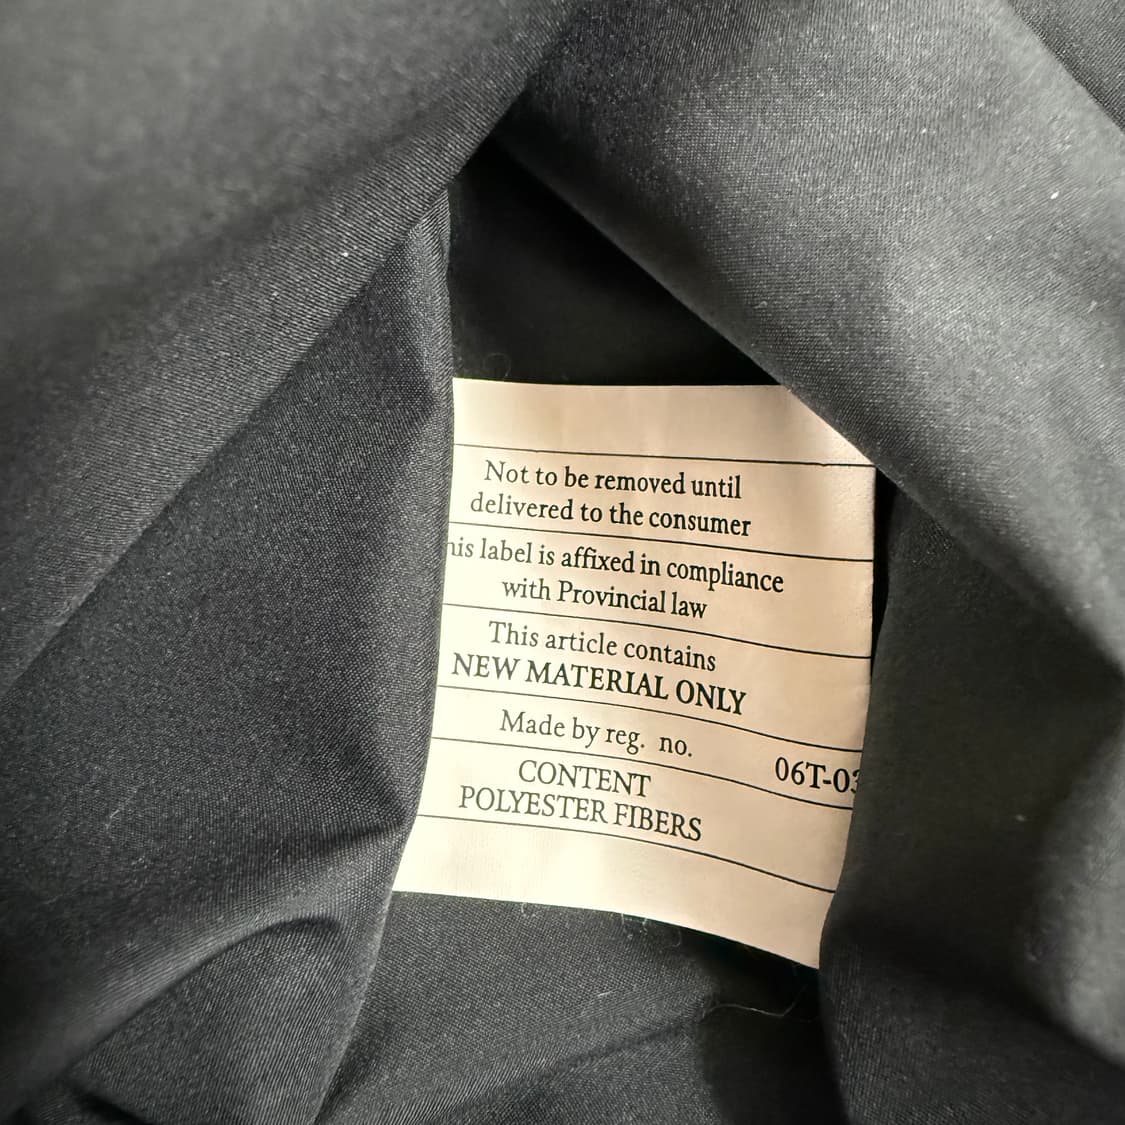 Not to be removed until
delivered to the consumer
his label is affixed in compliance
with Provincial law
This article contains
NEW MATERIAL ONLY
Made by reg. no. 06T-03
CONTENT
POLYESTER FIBERS